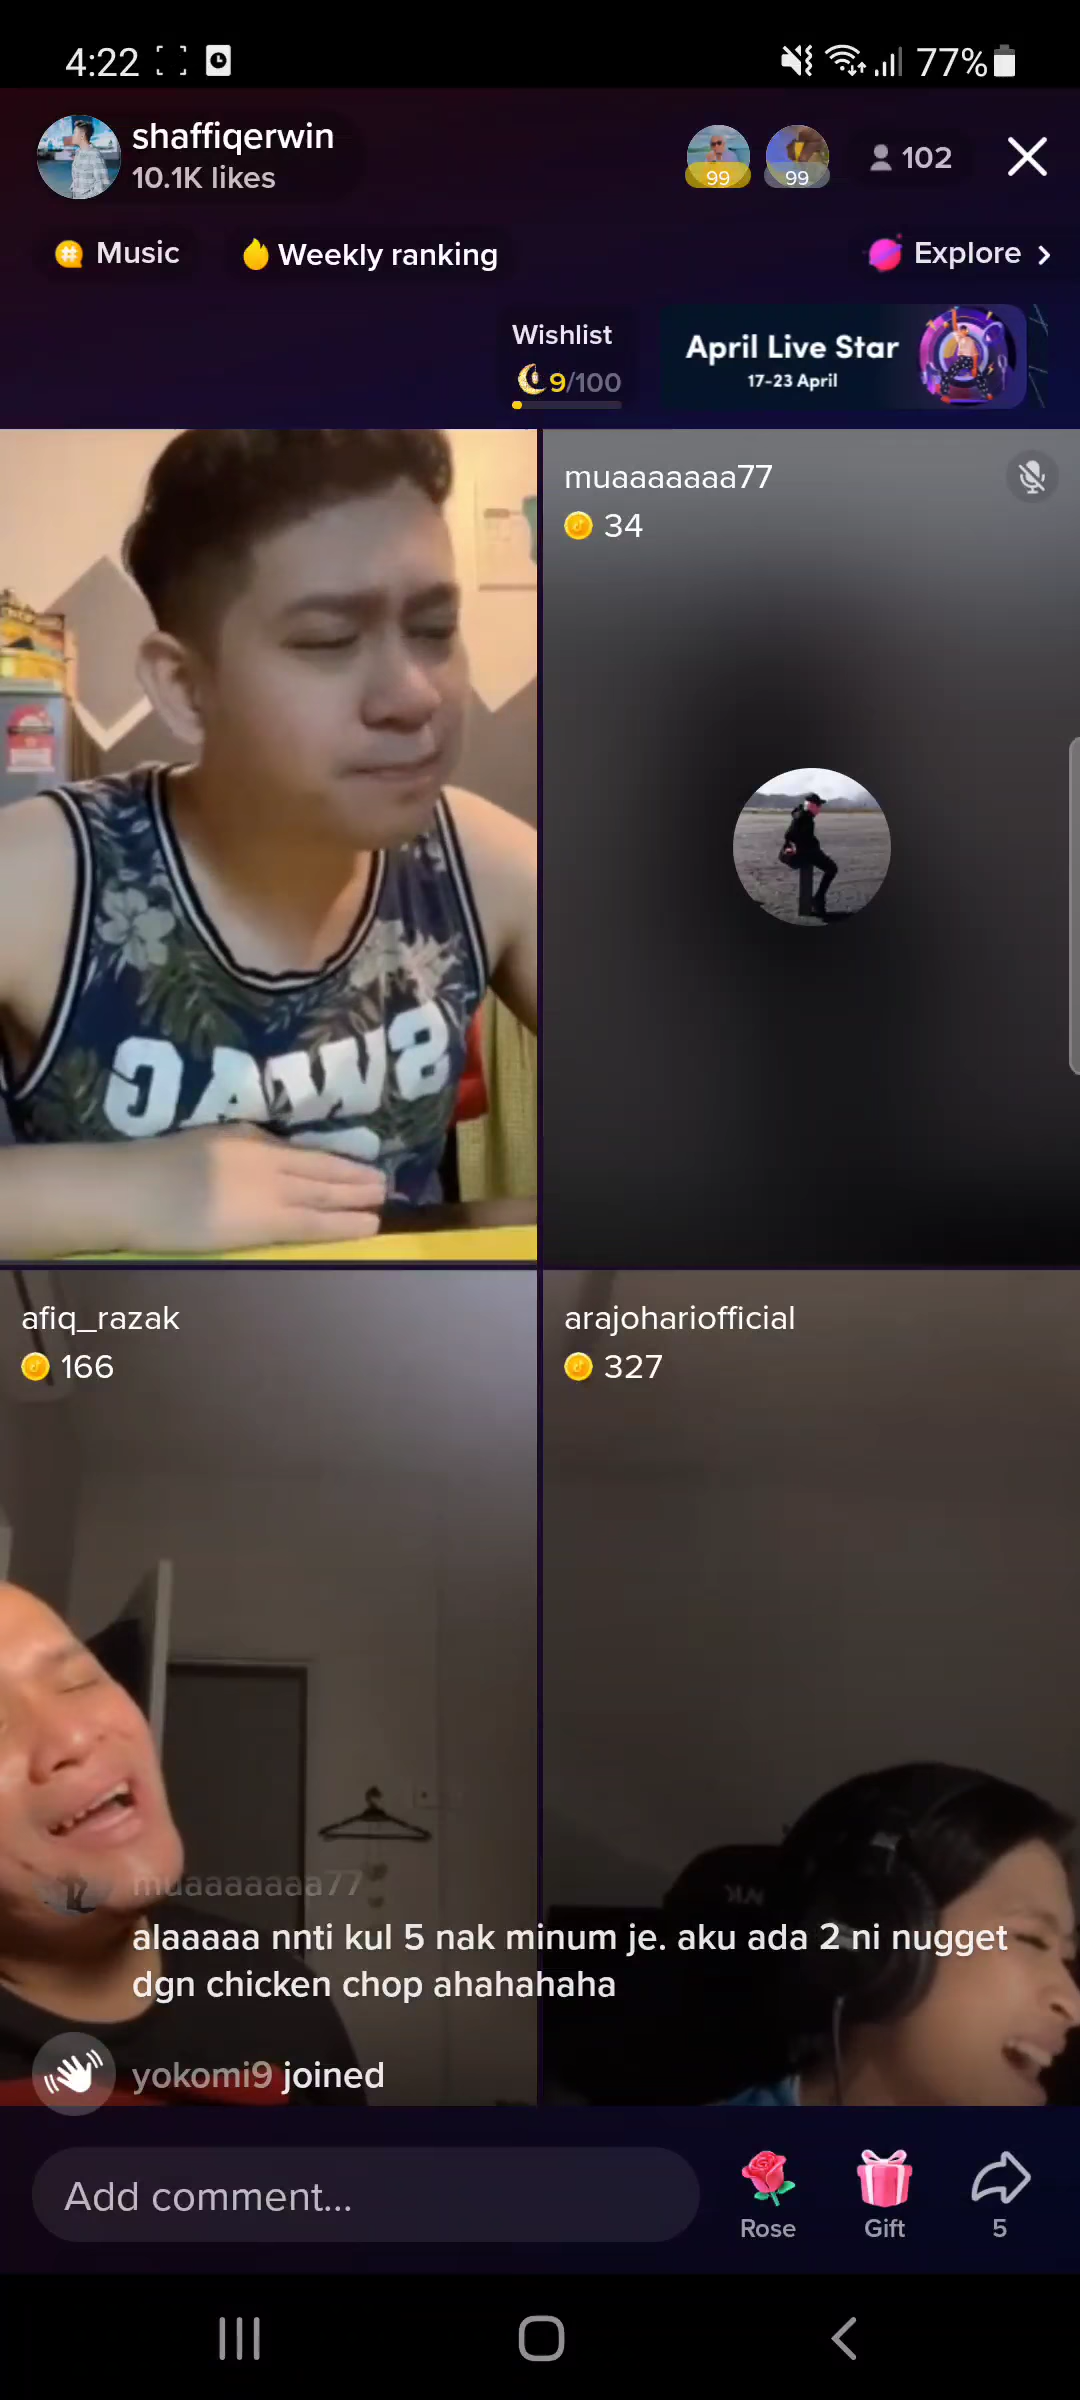 4:22
77%
shaffiqerwin
10.1K likes
99
99
102
Music
Weekly ranking
Explore
Wishlist
9/100
April Live Star
17-23 April
muaaaaaaa77
34
SWAG
afiq_razak
166
arajohariofficial
327
muaaaaaaa77
alaaaaa nnti kul 5 nak minum je. aku ada 2 ni nugget
dgn chicken chop ahahahaha
yokomi9 joined
Add comment...
Rose
Gift
5